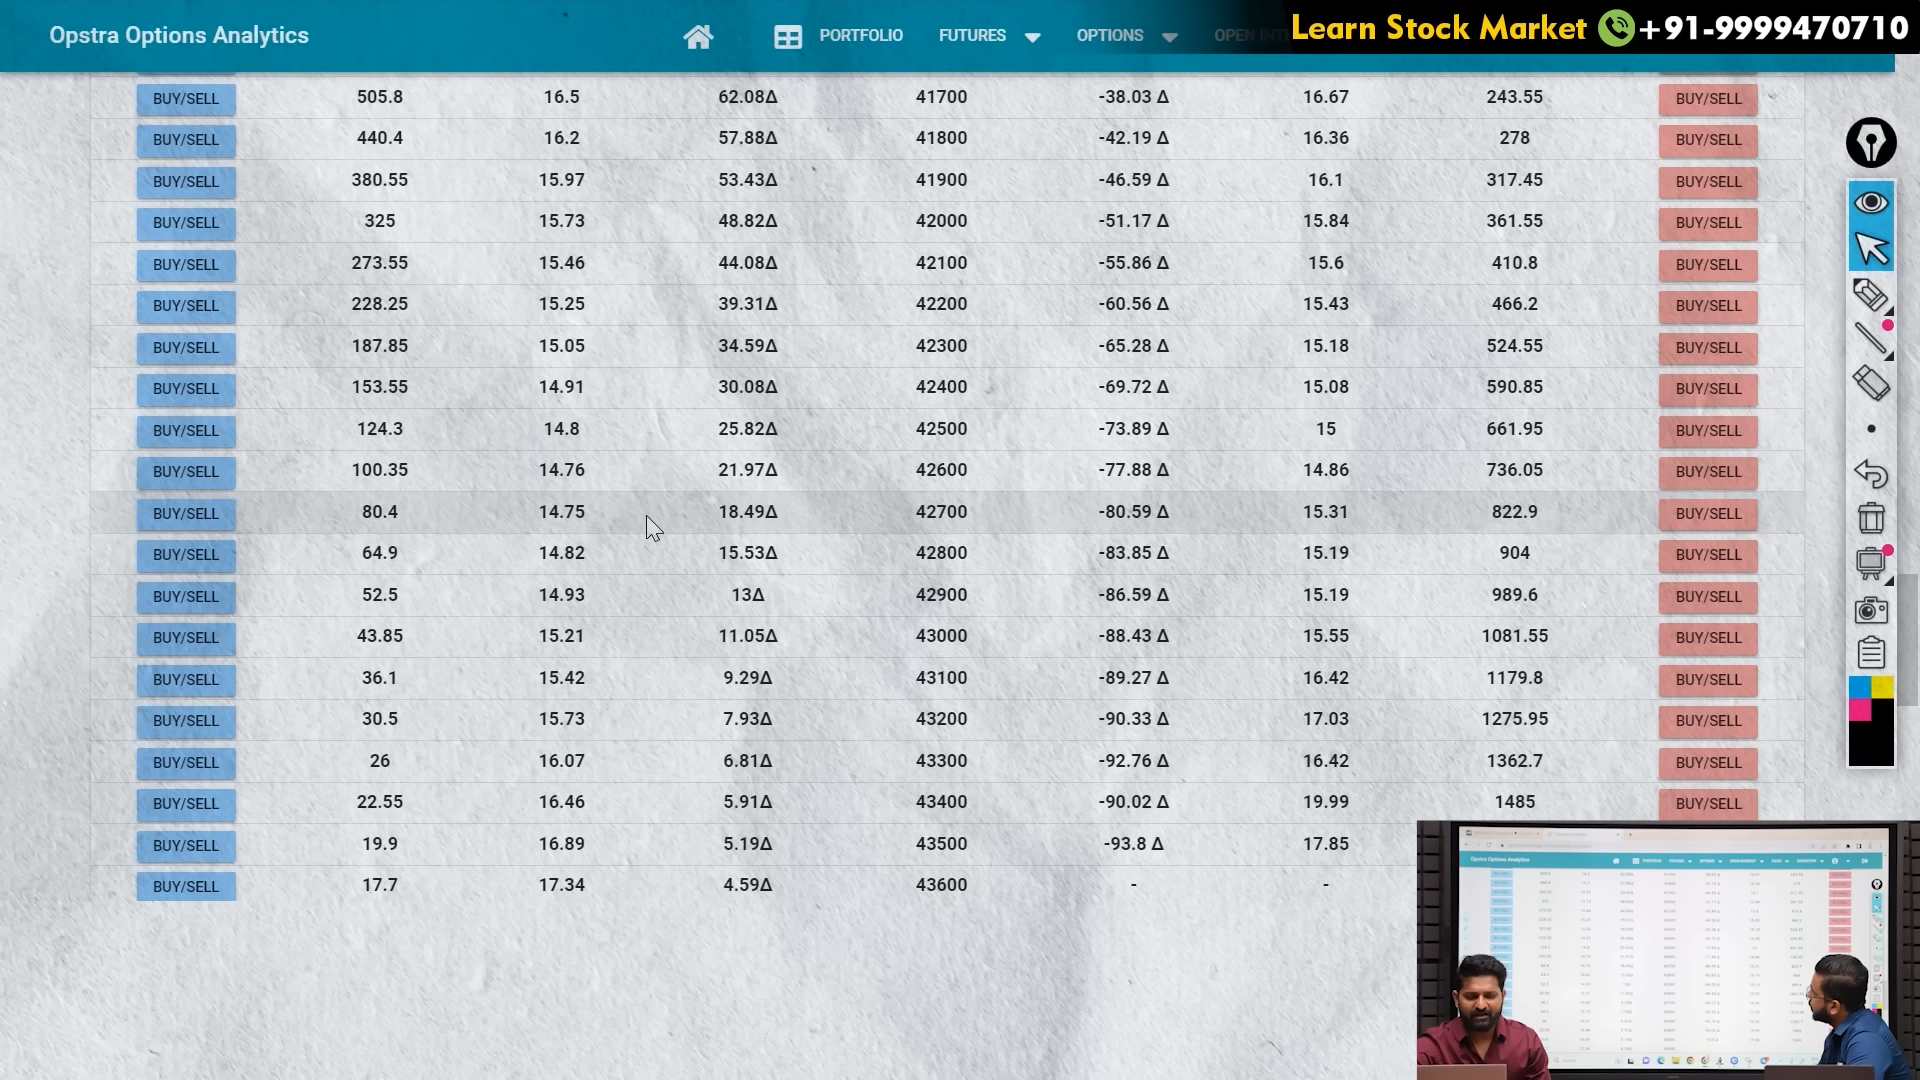 Opstra Options Analytics
PORTFOLIO
FUTURES
OPTIONS
OPEN INT
Learn Stock Market +91-9999470710
BUY/SELL 505.8 16.5 62.08Δ 41700 -38.03 Δ 16.67 243.55 BUY/SELL
BUY/SELL 440.4 16.2 57.88Δ 41800 -42.19 Δ 16.36 278 BUY/SELL
BUY/SELL 380.55 15.97 53.43Δ 41900 -46.59 Δ 16.1 317.45 BUY/SELL
BUY/SELL 325 15.73 48.82Δ 42000 -51.17 Δ 15.84 361.55 BUY/SELL
BUY/SELL 273.55 15.46 44.08Δ 42100 -55.86 Δ 15.6 410.8 BUY/SELL
BUY/SELL 228.25 15.25 39.31Δ 42200 -60.56 Δ 15.43 466.2 BUY/SELL
BUY/SELL 187.85 15.05 34.59Δ 42300 -65.28 Δ 15.18 524.55 BUY/SELL
BUY/SELL 153.55 14.91 30.08Δ 42400 -69.72 Δ 15.08 590.85 BUY/SELL
BUY/SELL 124.3 14.8 25.82Δ 42500 -73.89 Δ 15 661.95 BUY/SELL
BUY/SELL 100.35 14.76 21.97Δ 42600 -77.88 Δ 14.86 736.05 BUY/SELL
BUY/SELL 80.4 14.75 18.49Δ 42700 -80.59 Δ 15.31 822.9 BUY/SELL
BUY/SELL 64.9 14.82 15.53Δ 42800 -83.85 Δ 15.19 904 BUY/SELL
BUY/SELL 52.5 14.93 13Δ 42900 -86.59 Δ 15.19 989.6 BUY/SELL
BUY/SELL 43.85 15.21 11.05Δ 43000 -88.43 Δ 15.55 1081.55 BUY/SELL
BUY/SELL 36.1 15.42 9.29Δ 43100 -89.27 Δ 16.42 1179.8 BUY/SELL
BUY/SELL 30.5 15.73 7.93Δ 43200 -90.33 Δ 17.03 1275.95 BUY/SELL
BUY/SELL 26 16.07 6.81Δ 43300 -92.76 Δ 16.42 1362.7 BUY/SELL
BUY/SELL 22.55 16.46 5.91Δ 43400 -90.02 Δ 19.99 1485 BUY/SELL
BUY/SELL 19.9 16.89 5.19Δ 43500 -93.8 Δ 17.85
BUY/SELL 17.7 17.34 4.59Δ 43600 - -
Opstra Options Analytics